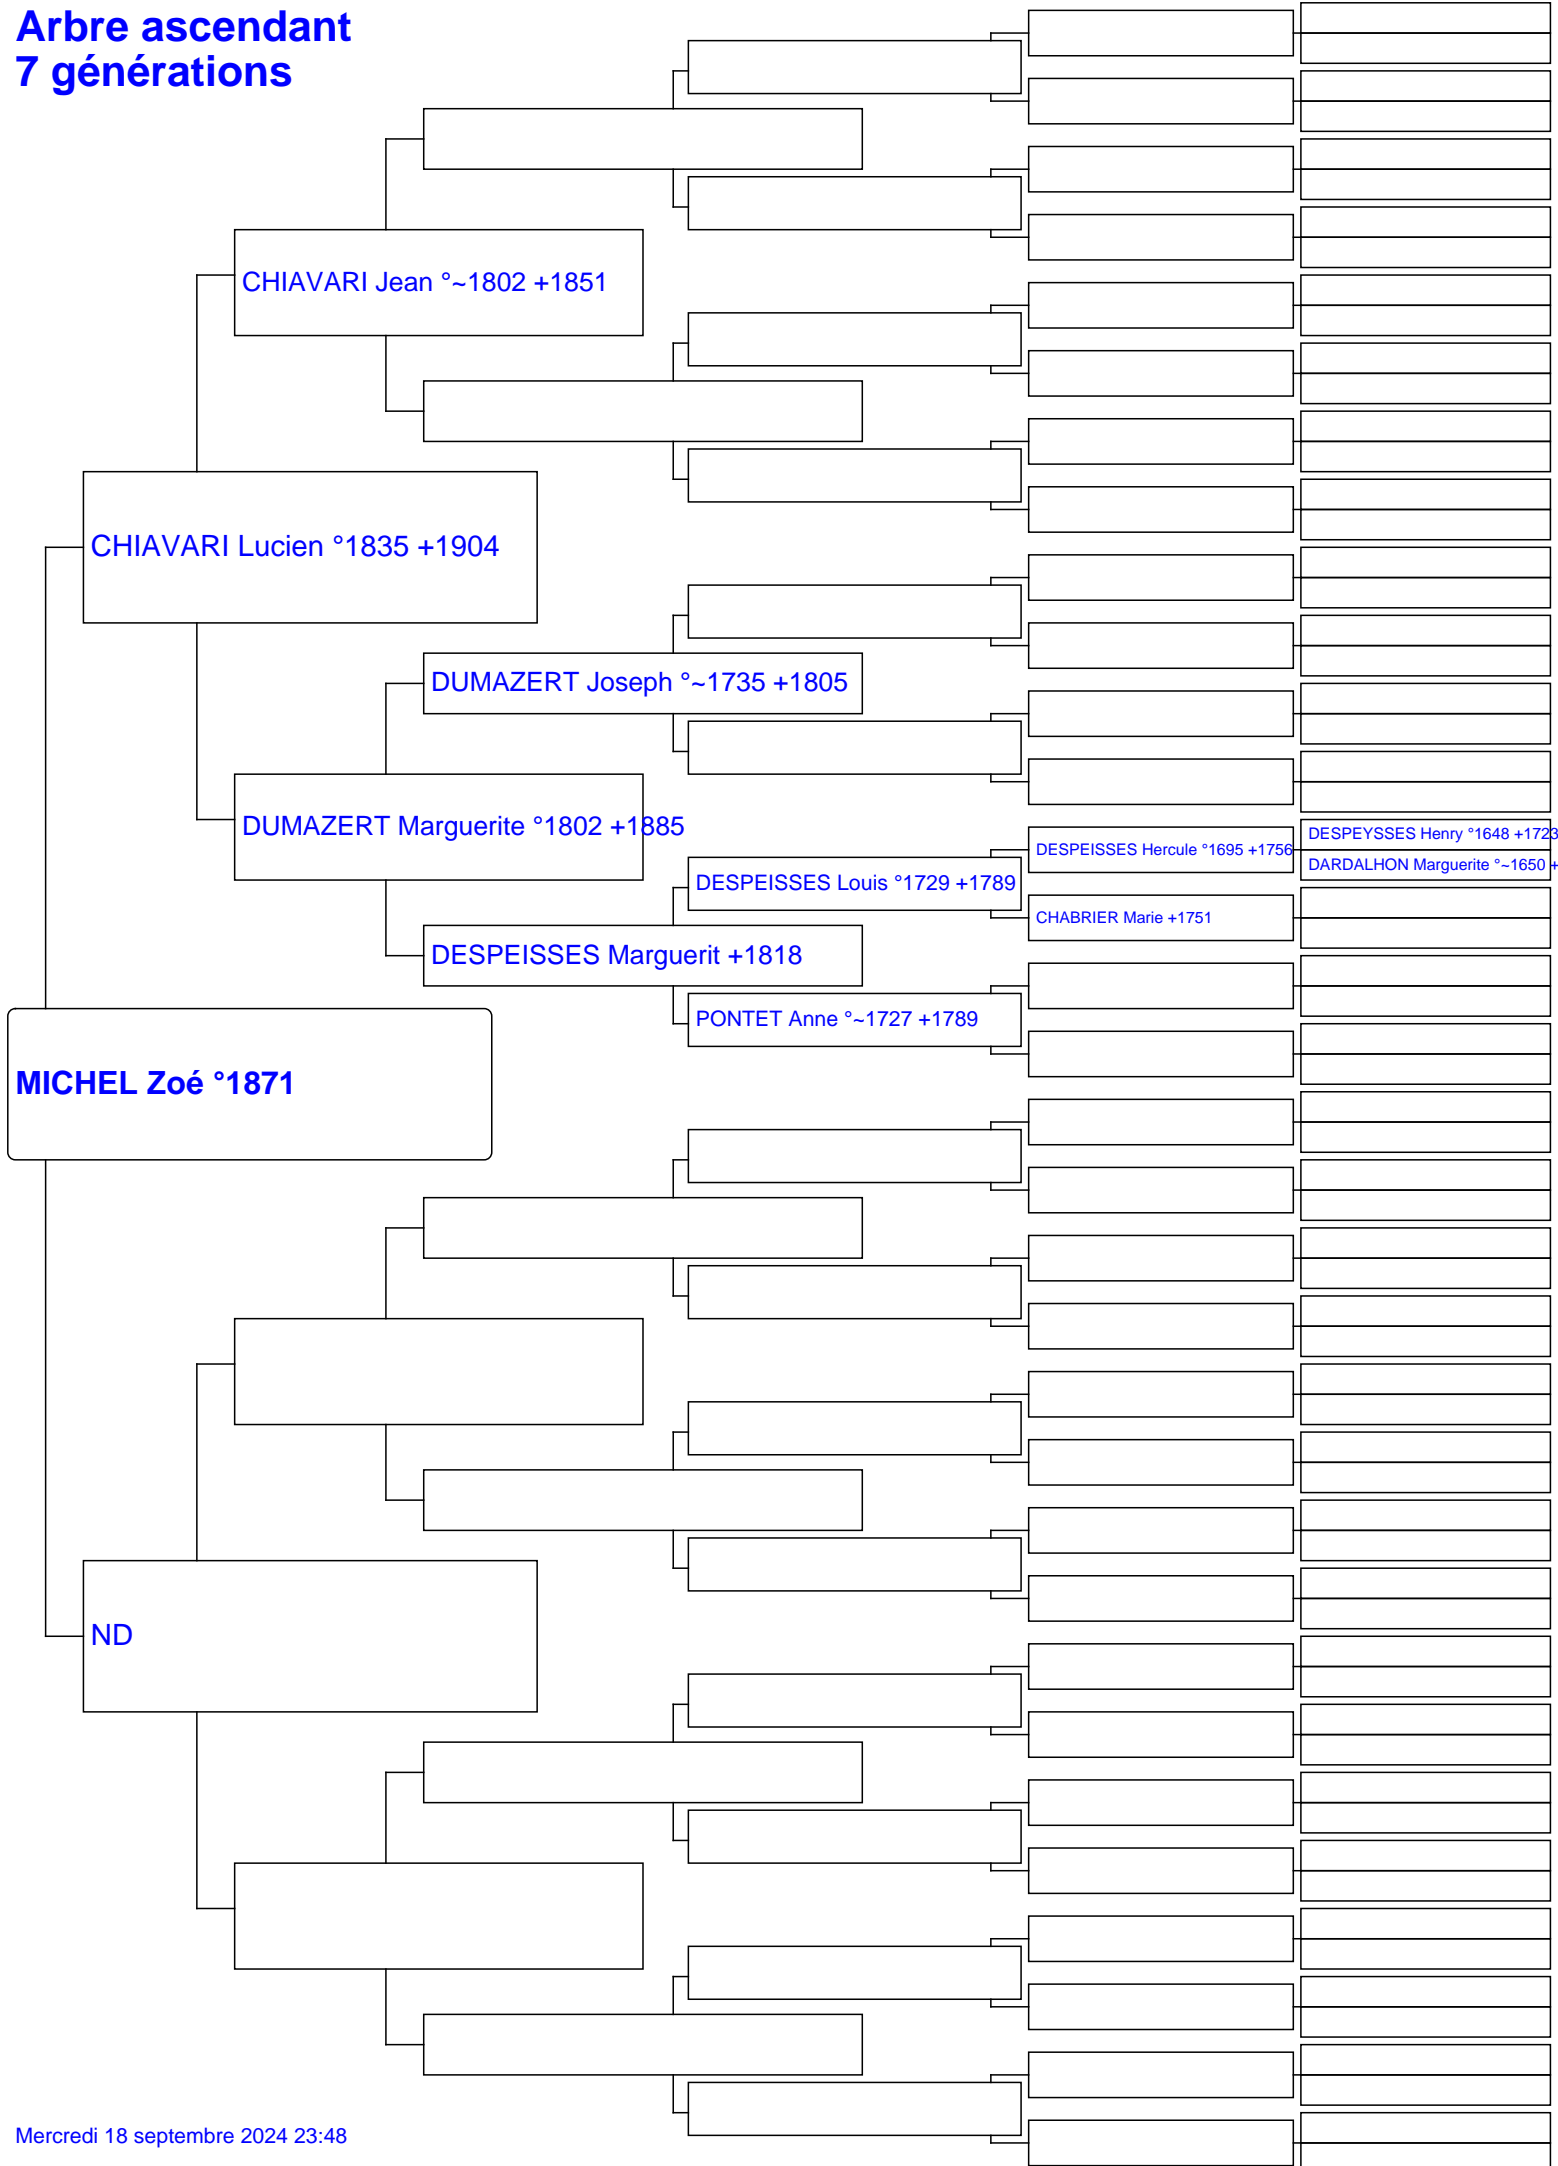 Arbre ascendant
7 générations
CHIAVARI Jean °~1802 +1851
CHIAVARI Lucien °1835 +1904
DUMAZERT Joseph °~1735 +1805
DUMAZERT Marguerite °1802 +1885
DESPEYSSES Henry °1648 +1723
DESPEISSES Hercule °1695 +1756
DARDALHON Marguerite °~1650 +
DESPEISSES Louis °1729 +1789
CHABRIER Marie +1751
DESPEISSES Marguerit +1818
PONTET Anne °~1727 +1789
MICHEL Zoé °1871
ND
Mercredi 18 septembre 2024 23:48